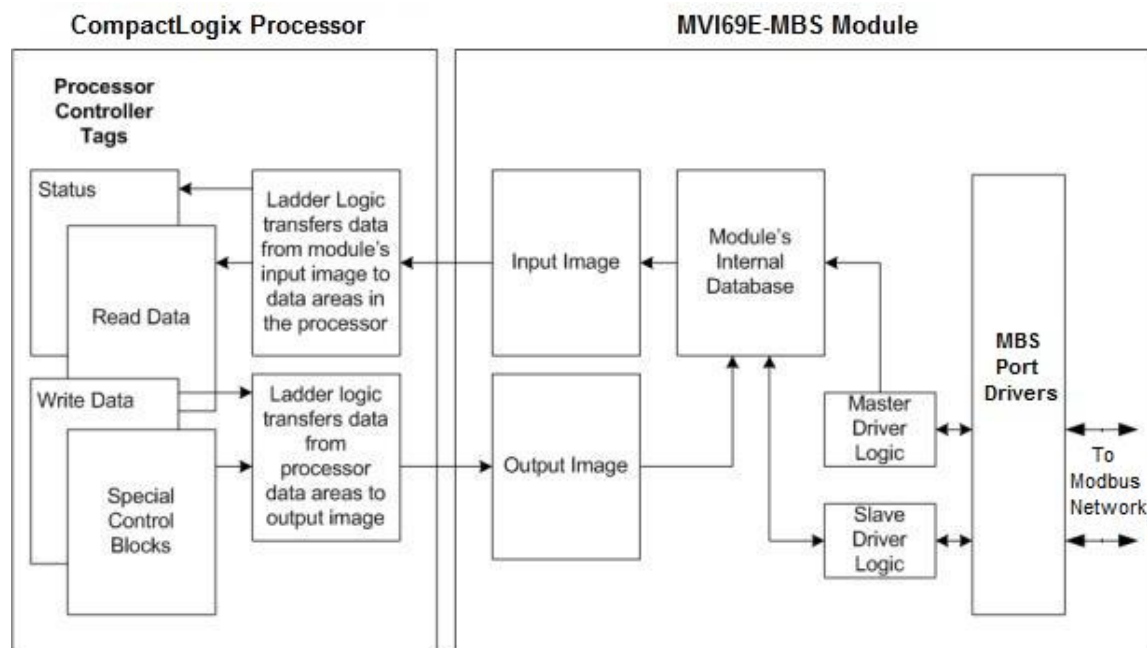 CompactLogix Processor
MVI69E-MBS Module
Processor
Controller
Tags
Status
Read Data
Write Data
Special
Control
Blocks
Ladder Logic
transfers data
from module's
input image to
data areas in
the processor
Ladder logic
transfers data
from
processor
data areas to
output image
Input Image
Output Image
Module's
Internal
Database
Master
Driver
Logic
Slave
Driver
Logic
MBS
Port
Drivers
To
Modbus
Network